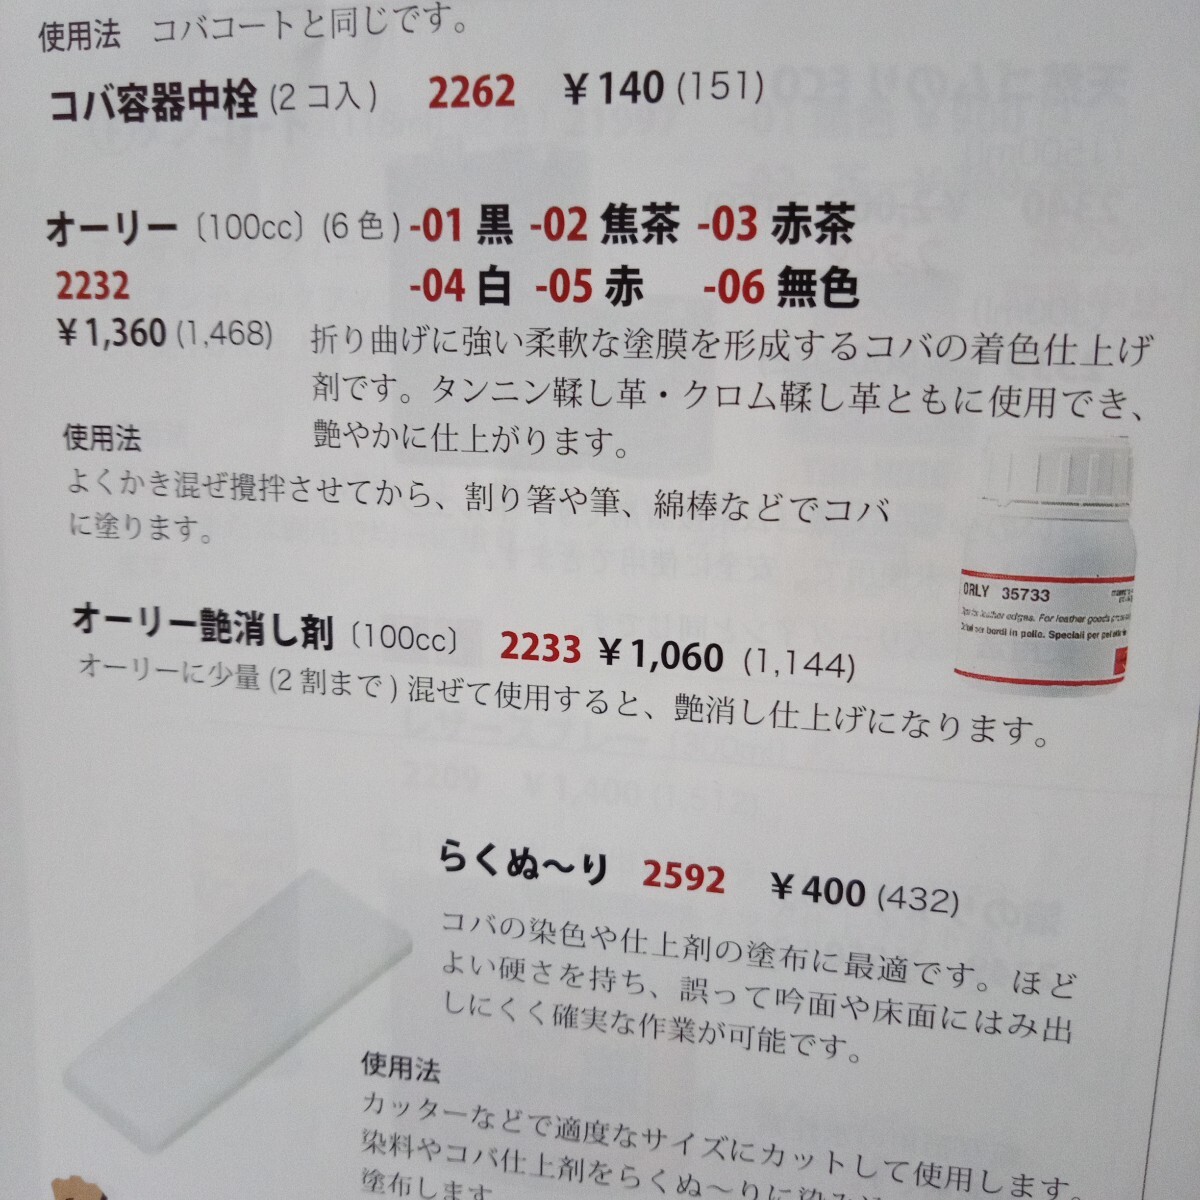 使用法 コバコートと同じです。
コバ容器中栓 (2コ入) 2262 ￥140 (151)
オーリー〔100cc〕(6色) -01 黒 -02 焦茶 -03 赤茶
2232 -04 白 -05 赤 -06 無色
￥1,360 (1,468)
折り曲げに強い柔軟な塗膜を形成するコバの着色仕上げ
剤です。タンニン鞣し革・クロム鞣し革ともに使用でき、
艶やかに仕上がります。
使用法
よくかき混ぜ攪拌させてから、割り箸や筆、綿棒などでコバ
に塗ります。
ORLY 35733
leather edges. For leather goods
bordi in pelle. Speciali per
オーリー艶消し剤〔100cc〕 2233 ￥1,060 (1,144)
オーリーに少量(2割まで)混ぜて使用すると、艶消し仕上げになります。
らくぬ～り 2592 ￥400 (432)
コバの染色や仕上剤の塗布に最適です。ほど
よい硬さを持ち、誤って吟面や床面にはみ出
しにくく確実な作業が可能です。
使用法
カッターなどで適度なサイズにカットして使用します
染料やコバ仕上剤をらくぬ～りに染み
塗布します